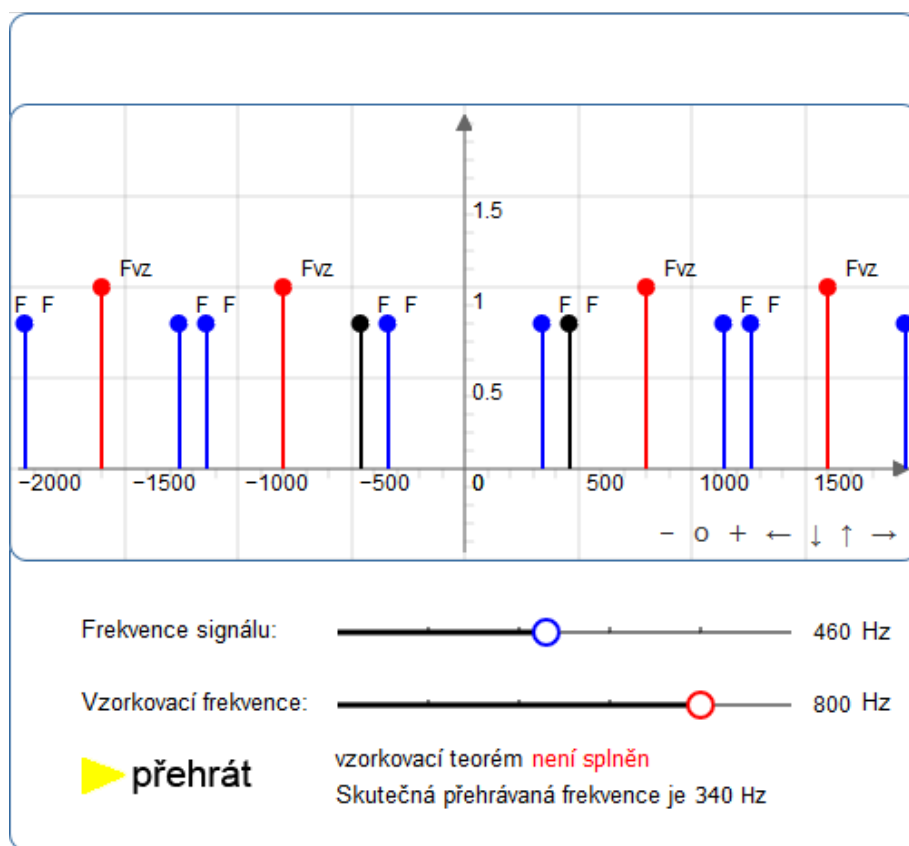 1.5
Fvz Fvz Fvz Fvz
1
F F F F F F F F F F
0.5
−2000 −1500 −1000 −500 0 500 1000 1500
− o + ← ↓ ↑ →
Frekvence signálu: 460 Hz
Vzorkovací frekvence: 800 Hz
vzorkovací teorém není splněn
přehrát
Skutečná přehrávaná frekvence je 340 Hz